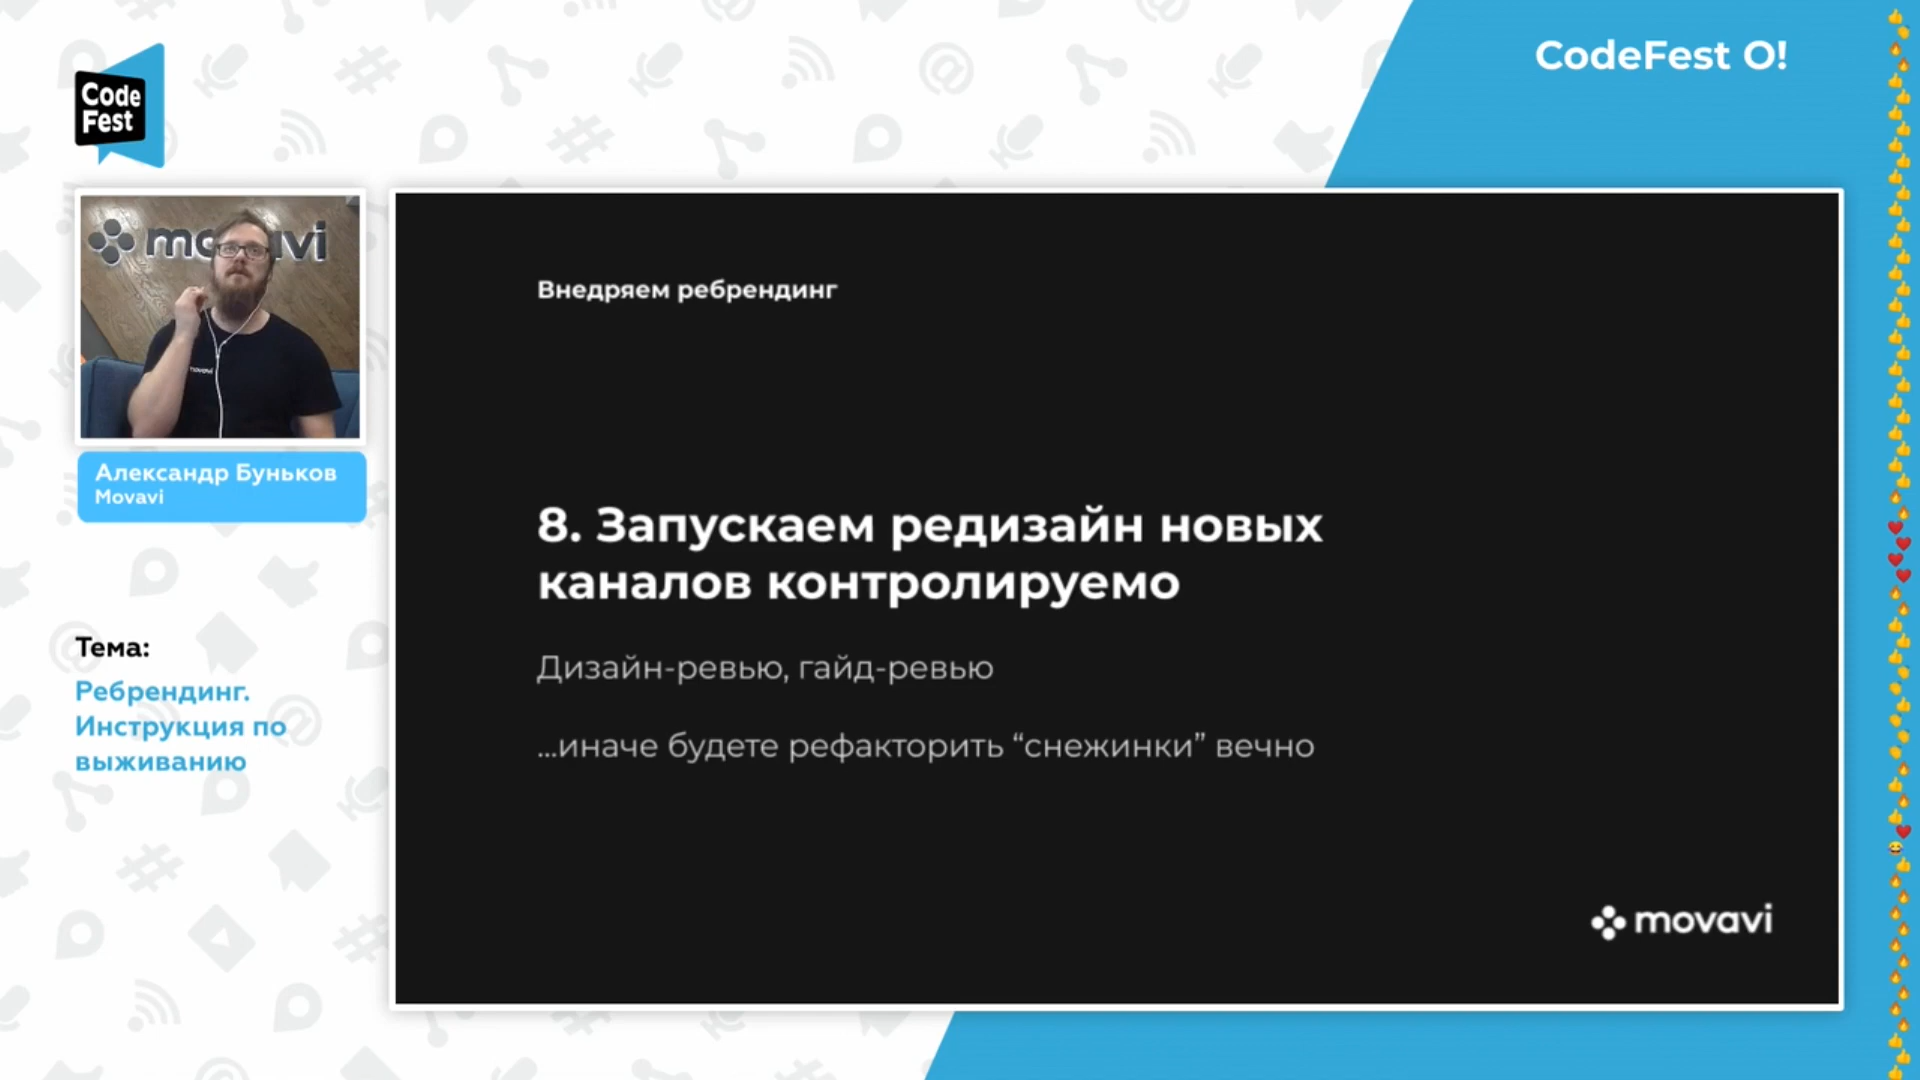 CodeFest O!
Code
Fest
movavi
Александр Буньков
Movavi
Тема:
Ребрендинг.
Инструкция по
выживанию
Внедряем ребрендинг
8. Запускаем редизайн новых
каналов контролируемо
Дизайн-ревью, гайд-ревью
...иначе будете рефакторить “снежинки” вечно
movavi